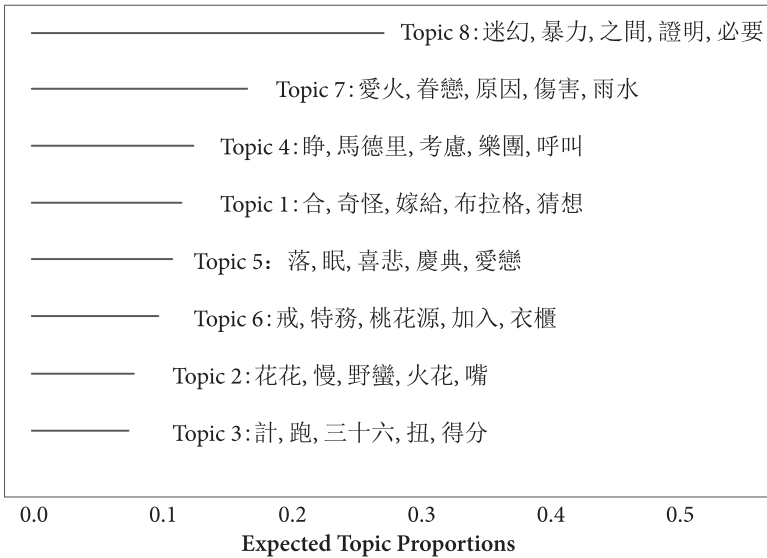 Topic 8:迷幻, 暴力, 之間, 證明, 必要
Topic 7:愛火, 眷戀, 原因, 傷害, 雨水
Topic 4:睜, 馬德里, 考慮, 樂團, 呼叫
Topic 1:合, 奇怪, 嫁給, 布拉格, 猜想
Topic 5：落, 眠, 喜悲, 慶典, 愛戀
Topic 6:戒, 特務, 桃花源, 加入, 衣櫃
Topic 2:花花, 慢, 野蠻, 火花, 嘴
Topic 3:計, 跑, 三十六, 扭, 得分
0.0 0.1 0.2 0.3 0.4 0.5
Expected Topic Proportions